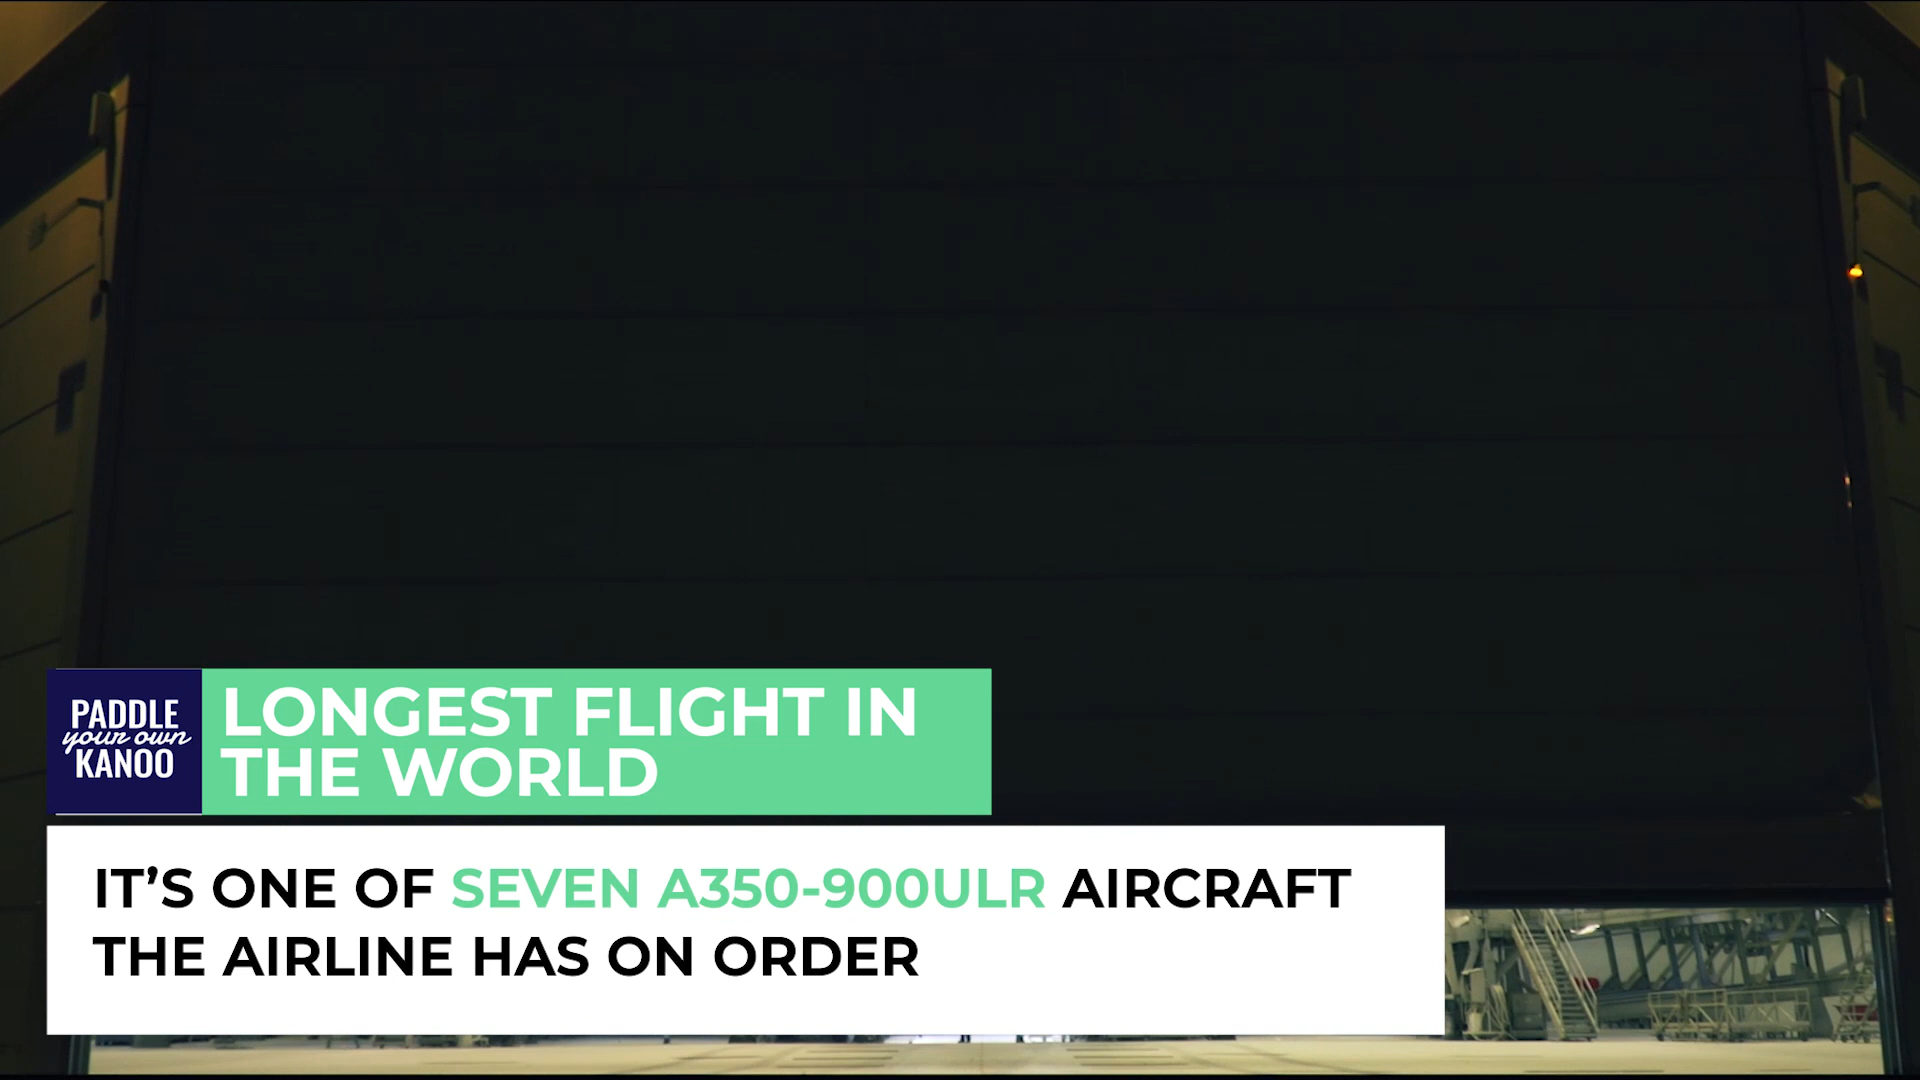 PADDLE
your own
KANOO
LONGEST FLIGHT IN
THE WORLD
IT’S ONE OF SEVEN A350-900ULR AIRCRAFT
THE AIRLINE HAS ON ORDER